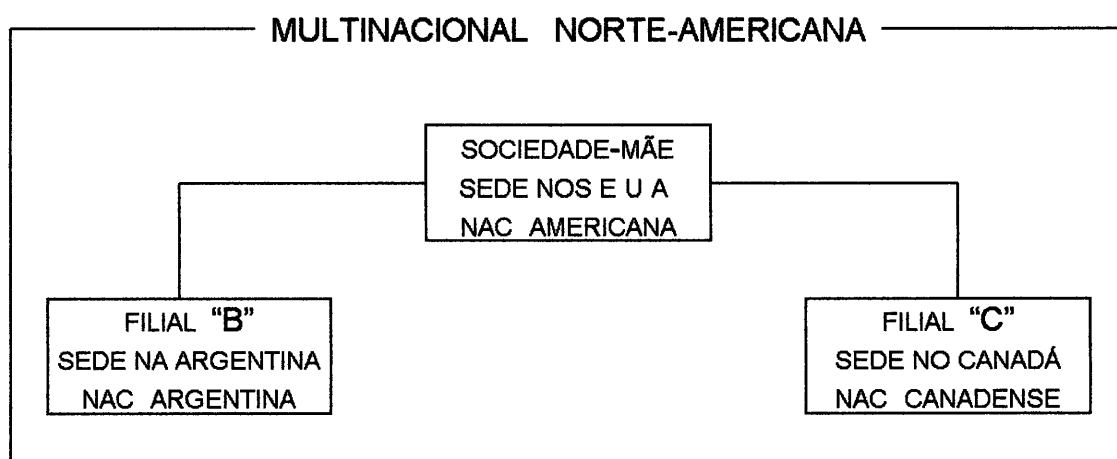 MULTINACIONAL NORTE-AMERICANA
SOCIEDADE-MÃE
SEDE NOS E U A
NAC AMERICANA
FILIAL “B”
SEDE NA ARGENTINA
NAC ARGENTINA
FILIAL “C”
SEDE NO CANADÁ
NAC CANADENSE